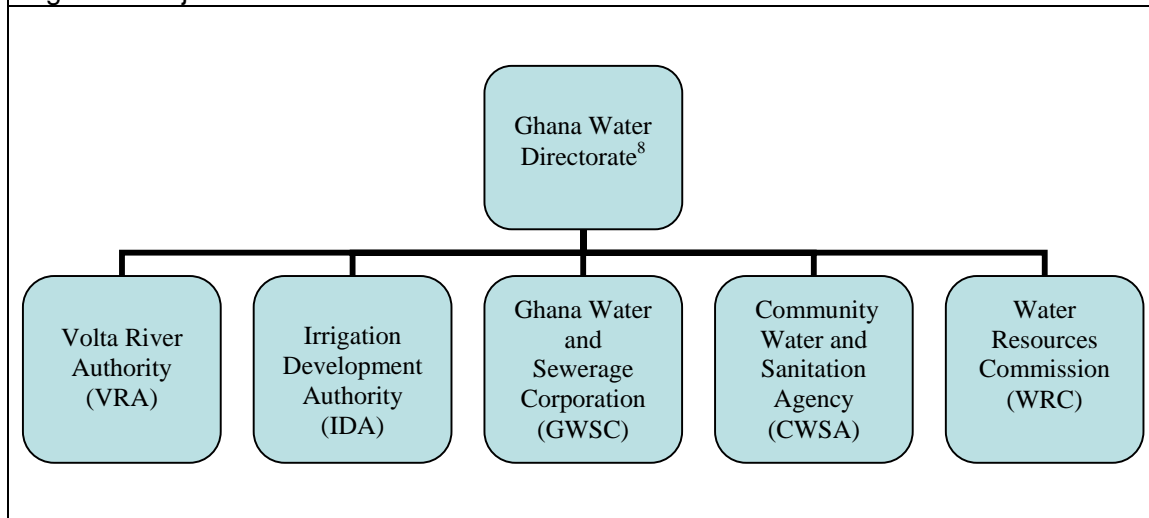 Ghana Water
Directorate8
Volta River
Authority
(VRA)
Irrigation
Development
Authority
(IDA)
Ghana Water
and
Sewerage
Corporation
(GWSC)
Community
Water and
Sanitation
Agency
(CWSA)
Water
Resources
Commission
(WRC)